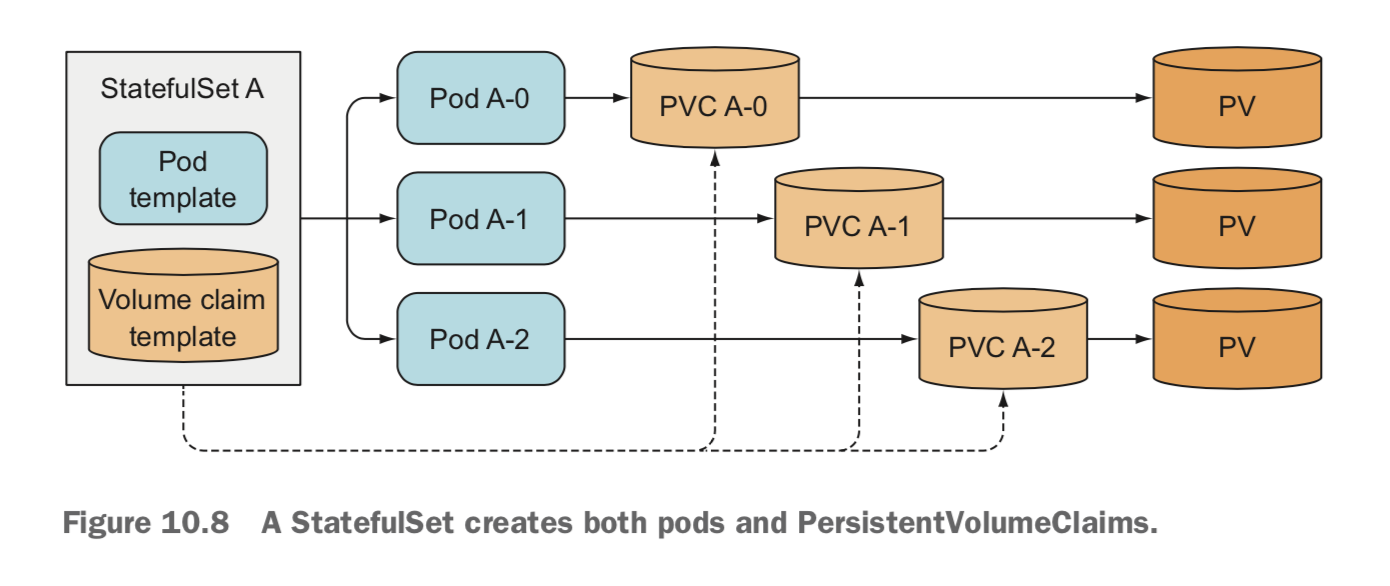 StatefulSet A
Pod
template
Volume claim
template
Pod A-0
PVC A-0
PV
Pod A-1
PVC A-1
PV
Pod A-2
PVC A-2
PV
Figure 10.8 A StatefulSet creates both pods and PersistentVolumeClaims.